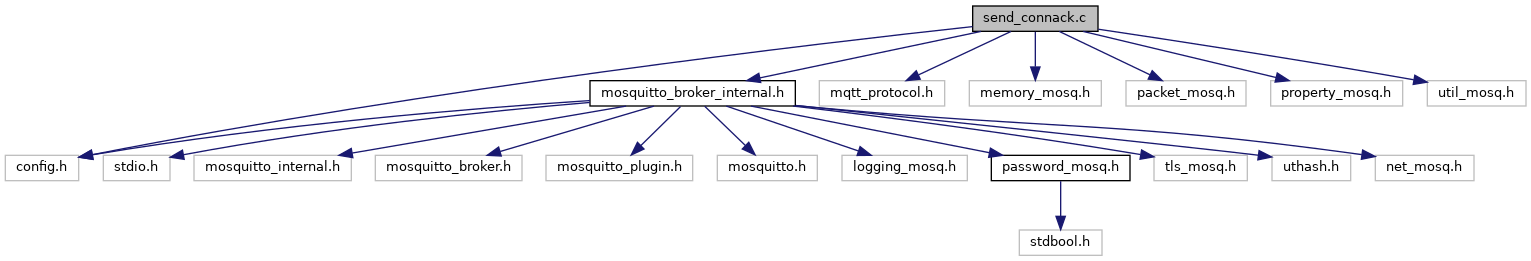 send_connack.c
mosquitto_broker_internal.h
mqtt_protocol.h
memory_mosq.h
packet_mosq.h
property_mosq.h
util_mosq.h
config.h
stdio.h
mosquitto_internal.h
mosquitto_broker.h
mosquitto_plugin.h
mosquitto.h
logging_mosq.h
password_mosq.h
tls_mosq.h
uthash.h
net_mosq.h
stdbool.h